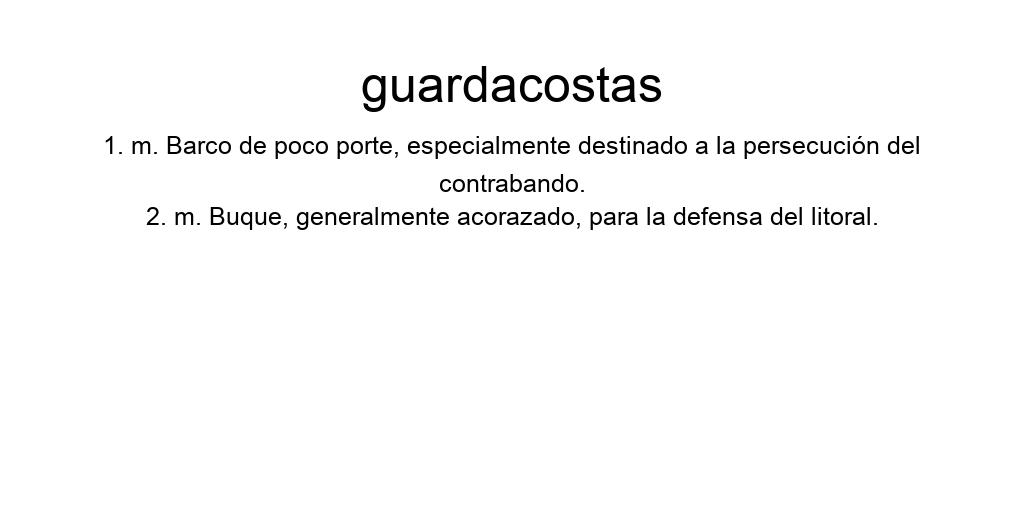 guardacostas
1. m. Barco de poco porte, especialmente destinado a la persecución del
contrabando.
2. m. Buque, generalmente acorazado, para la defensa del litoral.